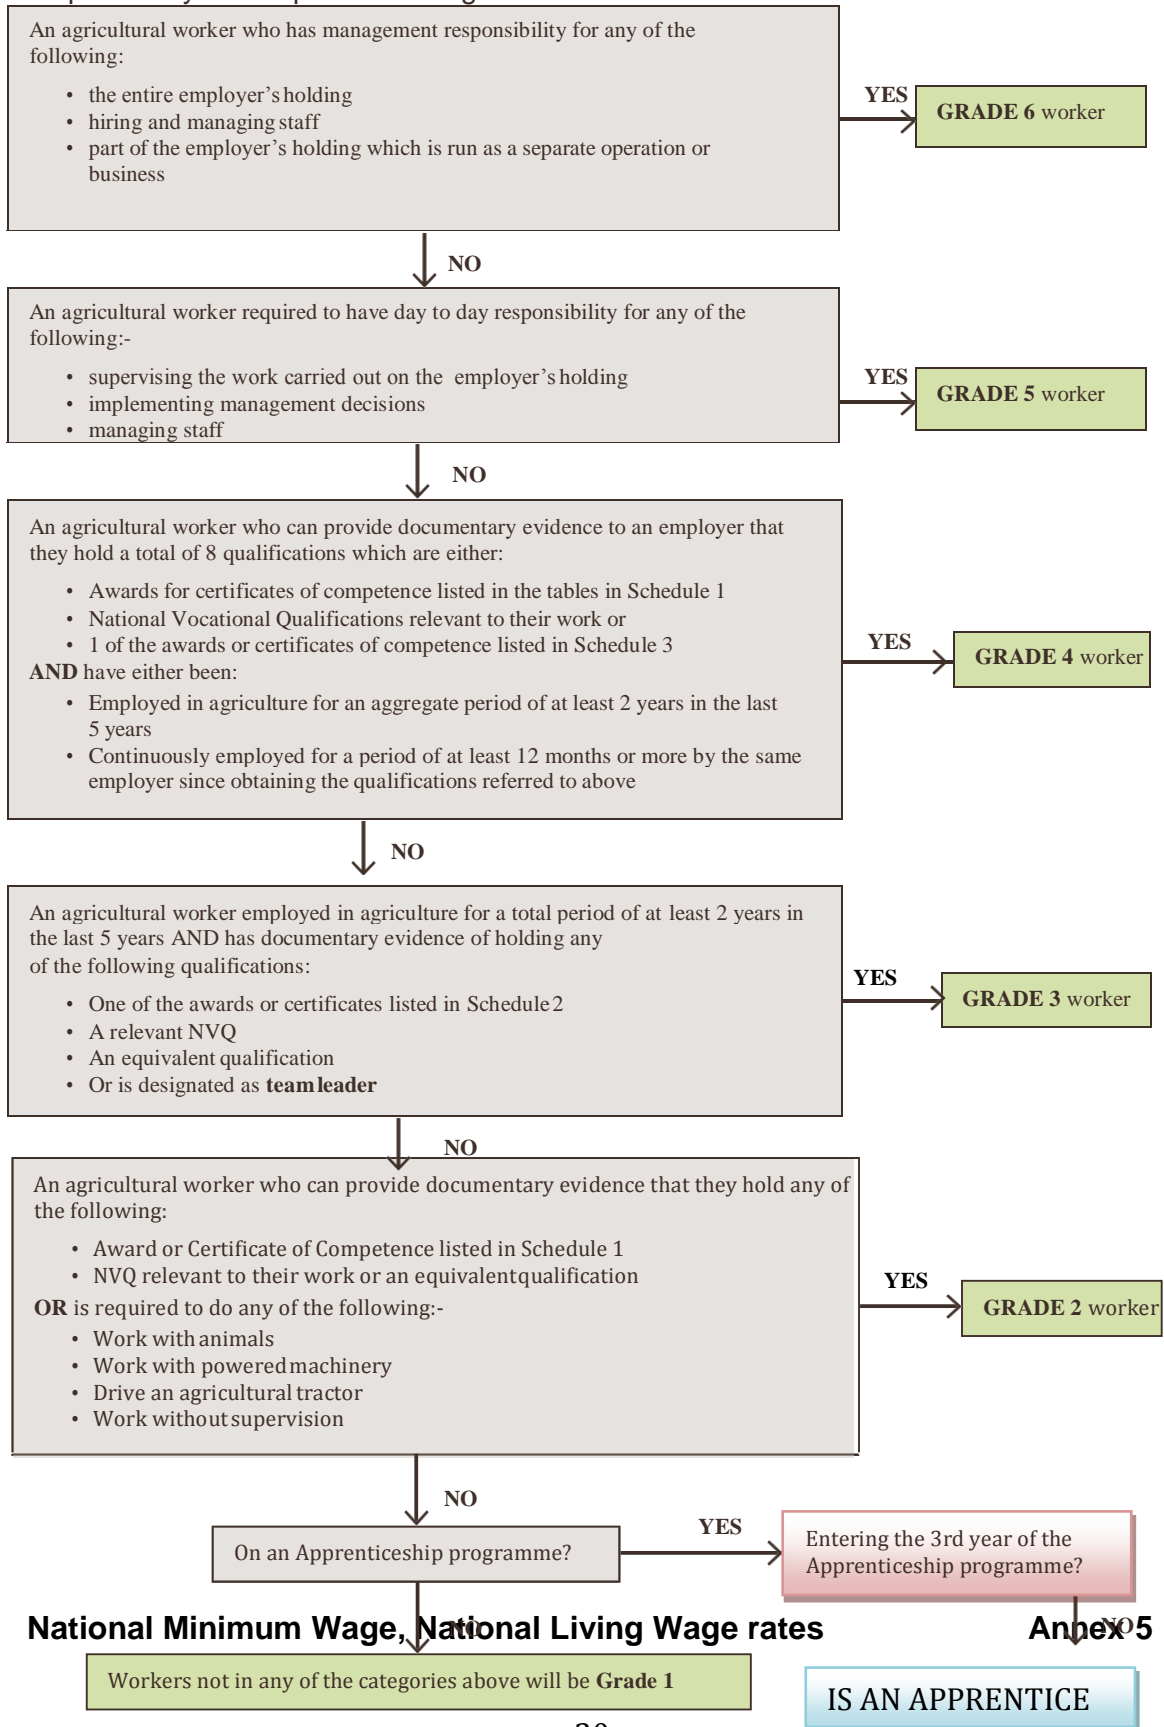 An agricultural worker who has management responsibility for any of the
following:
• the entire employer's holding
• hiring and managing staff
• part of the employer's holding which is run as a separate operation or
business
YES
GRADE 6 worker
NO
An agricultural worker required to have day to day responsibility for any of the
following:-
• supervising the work carried out on the employer's holding
• implementing management decisions
• managing staff
YES
GRADE 5 worker
NO
An agricultural worker who can provide documentary evidence to an employer that
they hold a total of 8 qualifications which are either:
• Awards for certificates of competence listed in the tables in Schedule 1
• National Vocational Qualifications relevant to their work or
• 1 of the awards or certificates of competence listed in Schedule 3
AND have either been:
• Employed in agriculture for an aggregate period of at least 2 years in the last
5 years
• Continuously employed for a period of at least 12 months or more by the same
employer since obtaining the qualifications referred to above
YES
GRADE 4 worker
NO
An agricultural worker employed in agriculture for a total period of at least 2 years in
the last 5 years AND has documentary evidence of holding any
of the following qualifications:
• One of the awards or certificates listed in Schedule 2
• A relevant NVQ
• An equivalent qualification
• Or is designated as team leader
YES
GRADE 3 worker
NO
An agricultural worker who can provide documentary evidence that they hold any of
the following:
• Award or Certificate of Competence listed in Schedule 1
• NVQ relevant to their work or an equivalent qualification
OR is required to do any of the following:-
• Work with animals
• Work with powered machinery
• Drive an agricultural tractor
• Work without supervision
YES
GRADE 2 worker
NO
On an Apprenticeship programme?
YES
Entering the 3rd year of the
Apprenticeship programme?
NO
NO
National Minimum Wage, National Living Wage rates Annex 5
Workers not in any of the categories above will be Grade 1
IS AN APPRENTICE